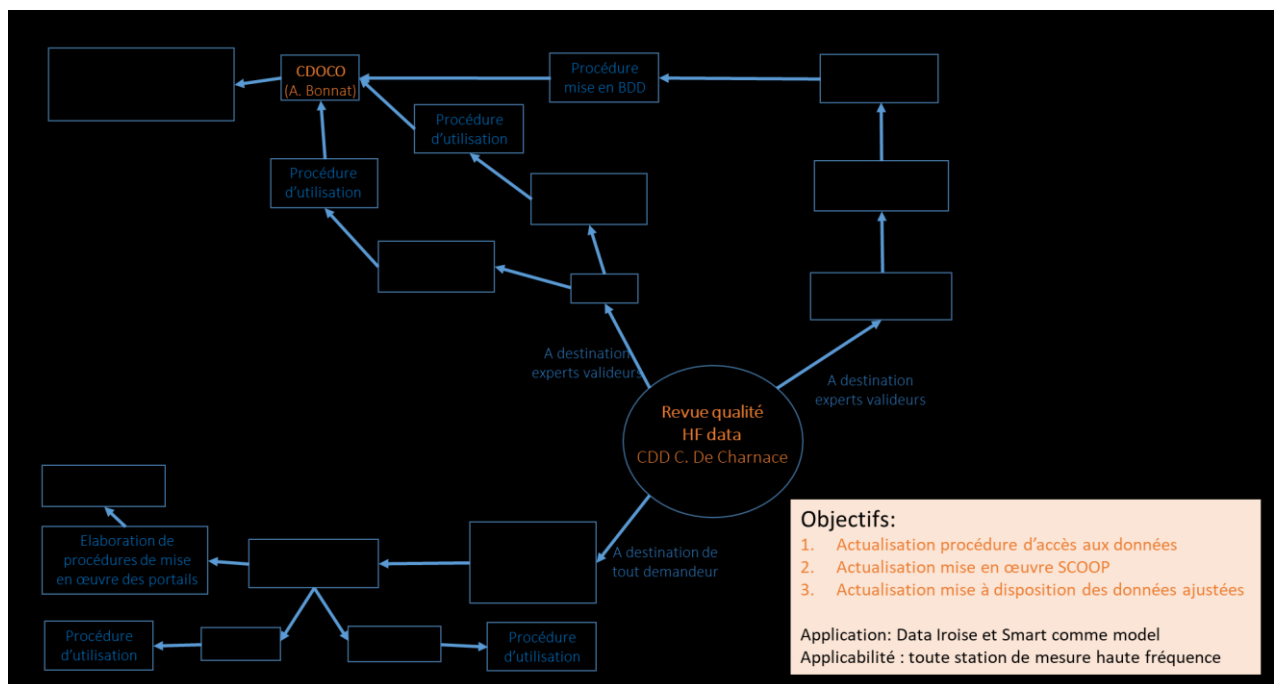 CDOCO
(A. Bonnat)
Procédure
mise en BDD
Procédure
d'utilisation
Procédure
d'utilisation
A destination
experts valideurs
A destination
experts valideurs
Revue qualité
HF data
CDD C. De Charnace
Elaboration de
procédures de mise
en œuvre des portails
A destination de
tout demandeur
Procédure
d'utilisation
Procédure
d'utilisation
Objectifs:
1. Actualisation procédure d'accès aux données
2. Actualisation mise en œuvre SCOOP
3. Actualisation mise à disposition des données ajustées
Application: Data Iroise et Smart comme model
Applicabilité : toute station de mesure haute fréquence